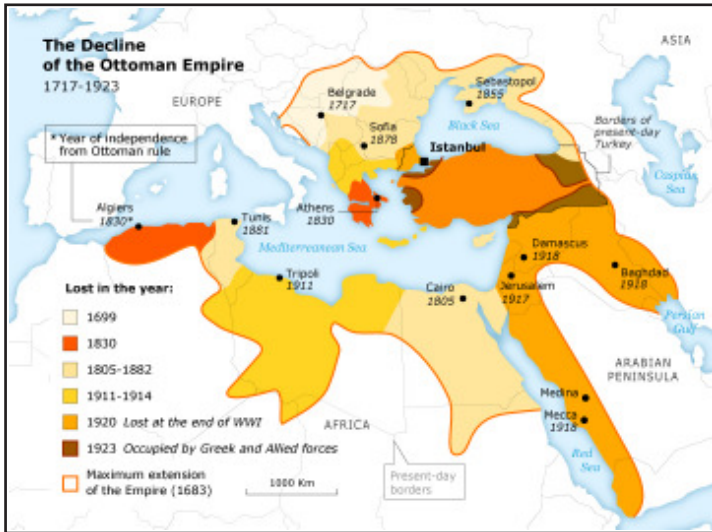 The Decline
of the Ottoman Empire
1717-1923
EUROPE
ASIA
Belgrade
1717
Sebastopol
1855
Sofia
1878
Black Sea
Borders of
present-day
Turkey
* Year of independence
from Ottoman rule
Istanbul
Caspian
Sea
Algiers
1830*
Tunis
1881
Athens
1830
Mediterranean Sea
Damascus
1918
Baghdad
1918
Tripoli
1911
Cairo
1805
Jerusalem
1917
Persian
Gulf
Lost in the year:
1699
1830
1805-1882
1911-1914
1920 Lost at the end of WWI
1923 Occupied by Greek and Allied forces
Maximum extension
of the Empire (1683)
ARABIAN
PENINSULA
Medina
Mecca
1918
AFRICA
Red
Sea
Present-day
borders
1000 Km